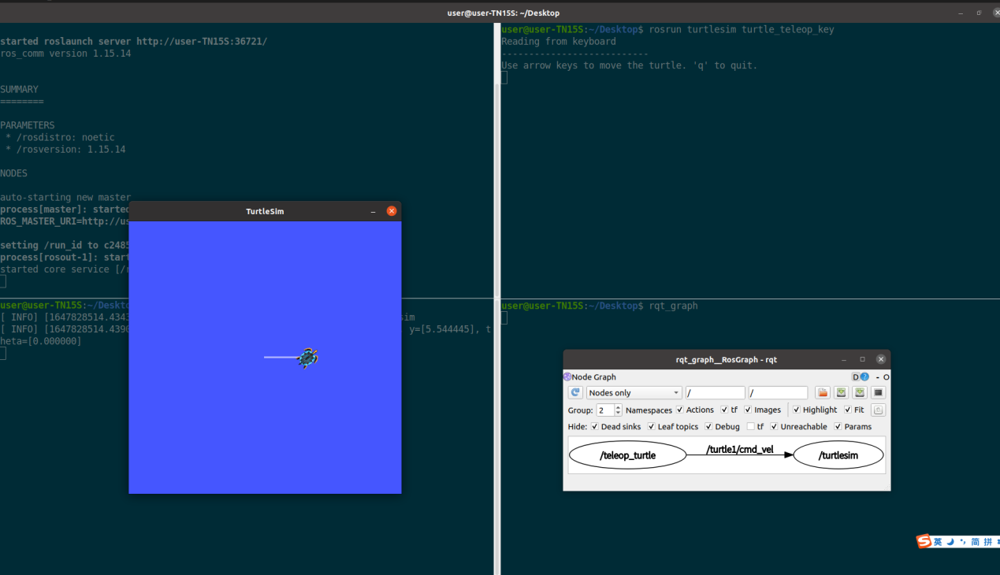 user@user-TN15S: ~/Desktop
started roslaunch server http://user-TN15S:36721/
ros_comm version 1.15.14
SUMMARY
========
PARAMETERS
* /rosdistro: noetic
* /rosversion: 1.15.14
NODES
auto-starting new master
process[master]: started
ROS_MASTER_URI=http://us
setting /run_id to c2485
process[rosout-1]: start
started core service [/r
user@user-TN15S:~/Deskto
[ INFO] [1647828514.4343 sim
[ INFO] [1647828514.4390 y=[5.544445], t
heta=[0.000000]
TurtleSim
user@user-TN15S:~/Desktop$ rosrun turtlesim turtle_teleop_key
Reading from keyboard
---------------------------
Use arrow keys to move the turtle. 'q' to quit.
user@user-TN15S:~/Desktop$ rqt_graph
rqt_graph__RosGraph - rqt
Node Graph D ? - O
Nodes only / /
Group: 2 Namespaces Actions tf Images Highlight Fit
Hide: Dead sinks Leaf topics Debug tf Unreachable Params
/teleop_turtle /turtle1/cmd_vel /turtlesim
S 英 简 拼